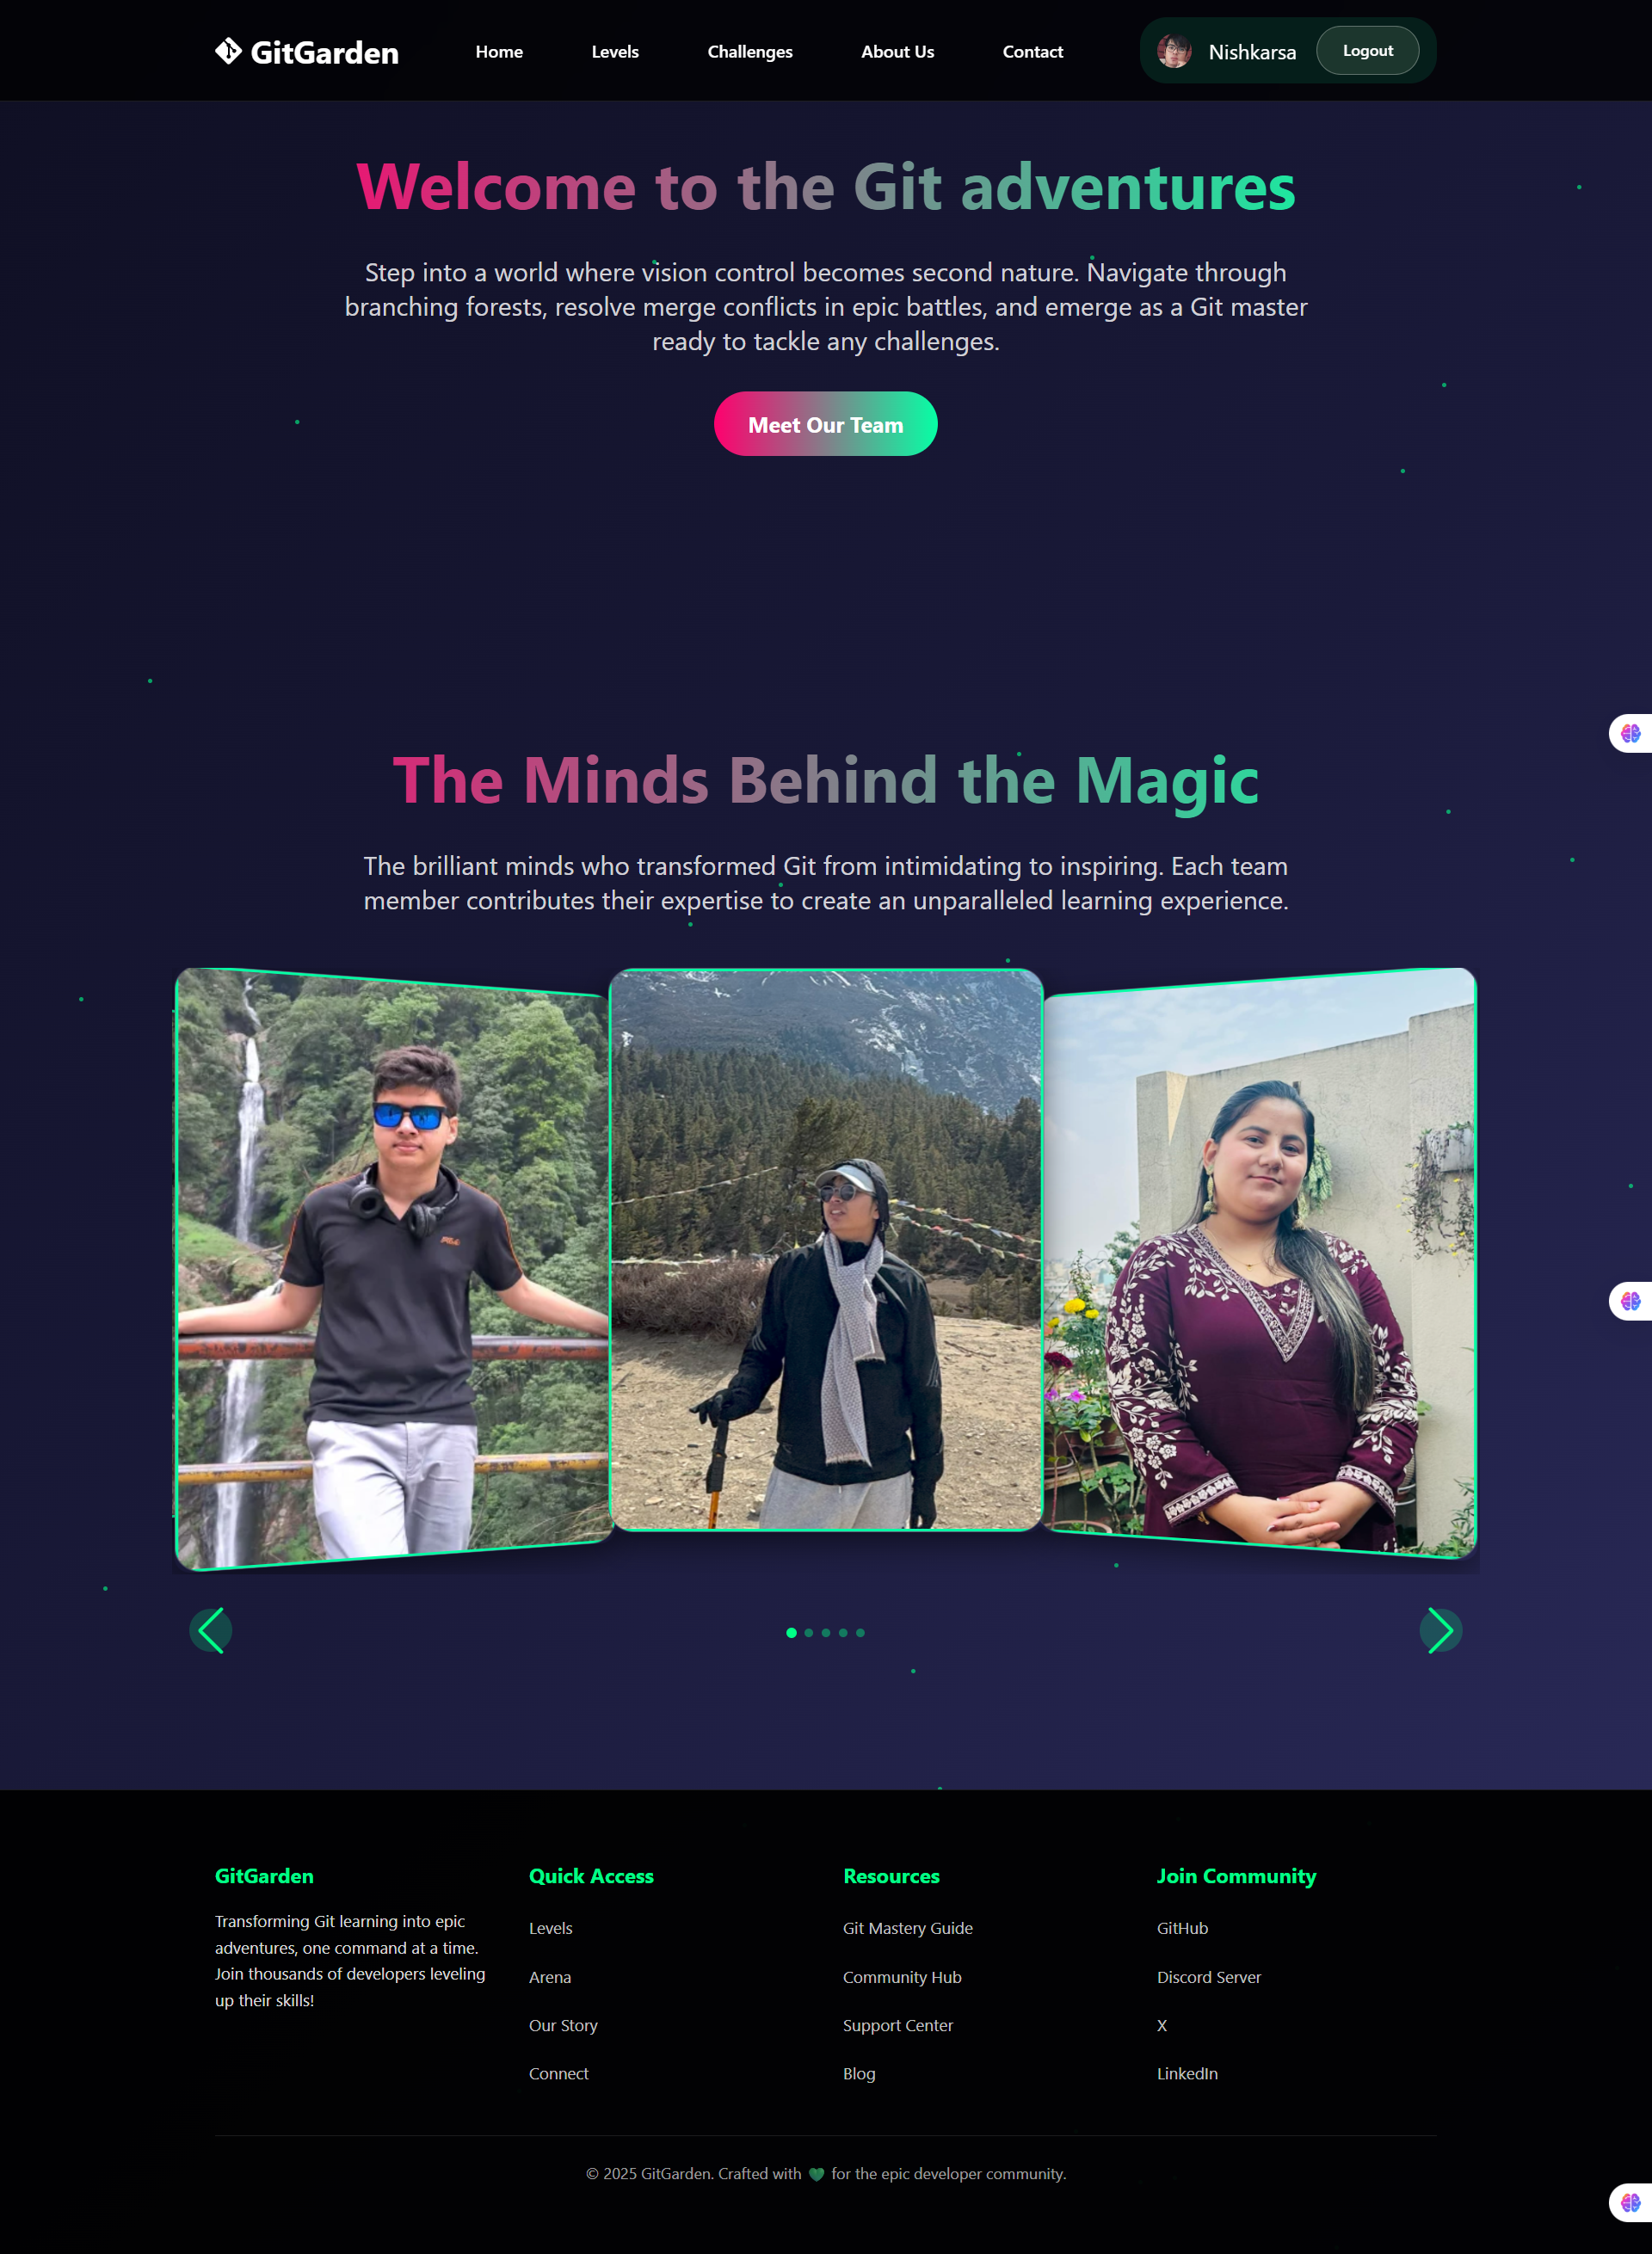 GitGarden
Home
Levels
Challenges
About Us
Contact
Nishkarsa
Logout
Welcome to the Git adventures
Step into a world where vision control becomes second nature. Navigate through
branching forests, resolve merge conflicts in epic battles, and emerge as a Git master
ready to tackle any challenges.
Meet Our Team
The Minds Behind the Magic
The brilliant minds who transformed Git from intimidating to inspiring. Each team
member contributes their expertise to create an unparalleled learning experience.
FILA
GitGarden
Transforming Git learning into epic
adventures, one command at a time.
Join thousands of developers leveling
up their skills!
Quick Access
Levels
Arena
Our Story
Connect
Resources
Git Mastery Guide
Community Hub
Support Center
Blog
Join Community
GitHub
Discord Server
X
LinkedIn
© 2025 GitGarden. Crafted with 💚 for the epic developer community.